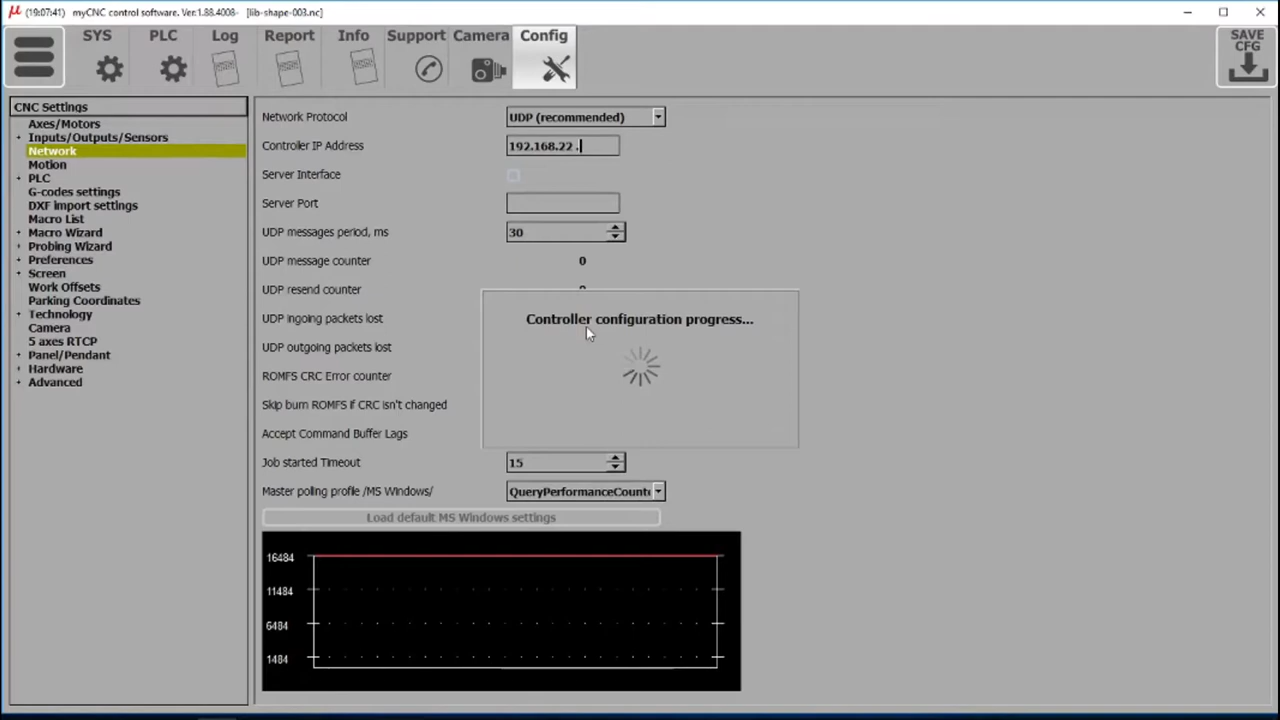 (19:07:41) myCNC control software. Ver:1.88.4008- [lib-shape-003.nc]
SYS PLC Log Report Info Support Camera Config
SAVE
CFG
CNC Settings
Axes/Motors
Inputs/Outputs/Sensors
Network
Motion
PLC
G-codes settings
DXF import settings
Macro List
Macro Wizard
Probing Wizard
Preferences
Screen
Work Offsets
Parking Coordinates
Technology
Camera
5 axes RTCP
Panel/Pendant
Hardware
Advanced
Network Protocol UDP (recommended)
Controller IP Address 192.168.22 .
Server Interface
Server Port
UDP messages period, ms 30
UDP message counter 0
UDP resend counter
UDP ingoing packets lost
UDP outgoing packets lost
ROMFS CRC Error counter
Skip burn ROMFS if CRC isn't changed
Accept Command Buffer Lags
Job started Timeout 15
Master poling profile /MS Windows/ QueryPerformanceCount
Load default MS Windows settings
Controller configuration progress...
16484
11484
6484
1484